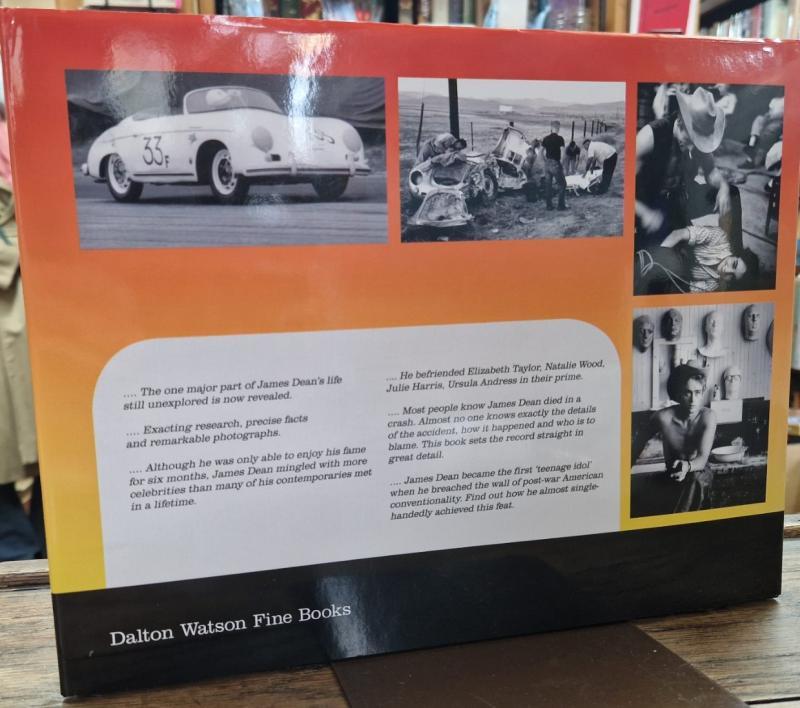 33F
33
.... The one major part of James Dean's life
still unexplored is now revealed.
.... Exacting research, precise facts
and remarkable photographs.
.... Although he was only able to enjoy his fame
for six months, James Dean mingled with more
celebrities than many of his contemporaries met
in a lifetime.
.... He befriended Elizabeth Taylor, Natalie Wood,
Julie Harris, Ursula Andress in their prime.
.... Most people know James Dean died in a
crash. Almost no one knows exactly the details
of the accident, how it happened and who is to
blame. This book sets the record straight in
great detail.
.... James Dean became the first 'teenage idol'
when he breached the wall of post-war American
conventionality. Find out how he almost single-
handedly achieved this feat.
Dalton Watson Fine Books